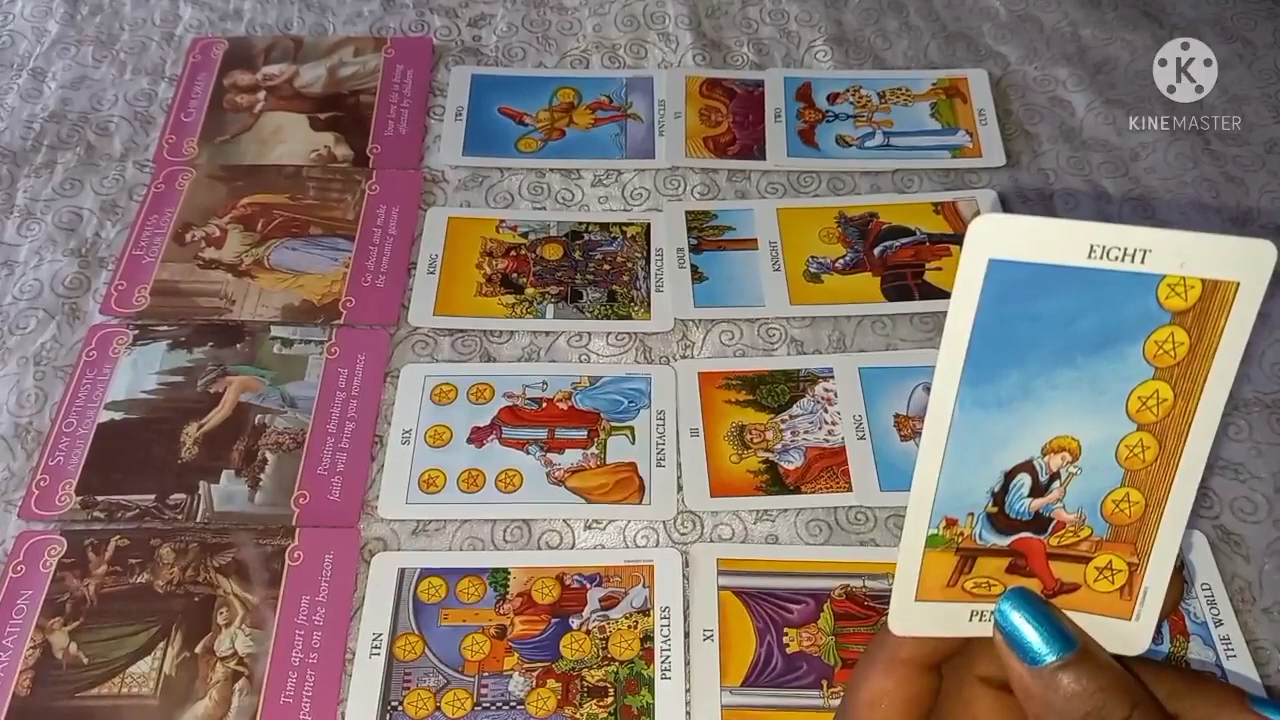 KINEMASTER
CHILDREN
Your love life is being
affected by children.
TWO
PENTACLES
VI
TWO
CUPS
EXPRESS
YOUR LOVE
Go ahead and make
the romantic gesture.
KING
PENTACLES
FOUR
KNIGHT
EIGHT
STAY OPTIMISTIC
ABOUT YOUR LOVE LIFE
Positive thinking and
faith will bring you romance.
SIX
PENTACLES
III
KING
Time apart from
partner is on the horizon.
TEN
PENTACLES
XI
THE WORLD